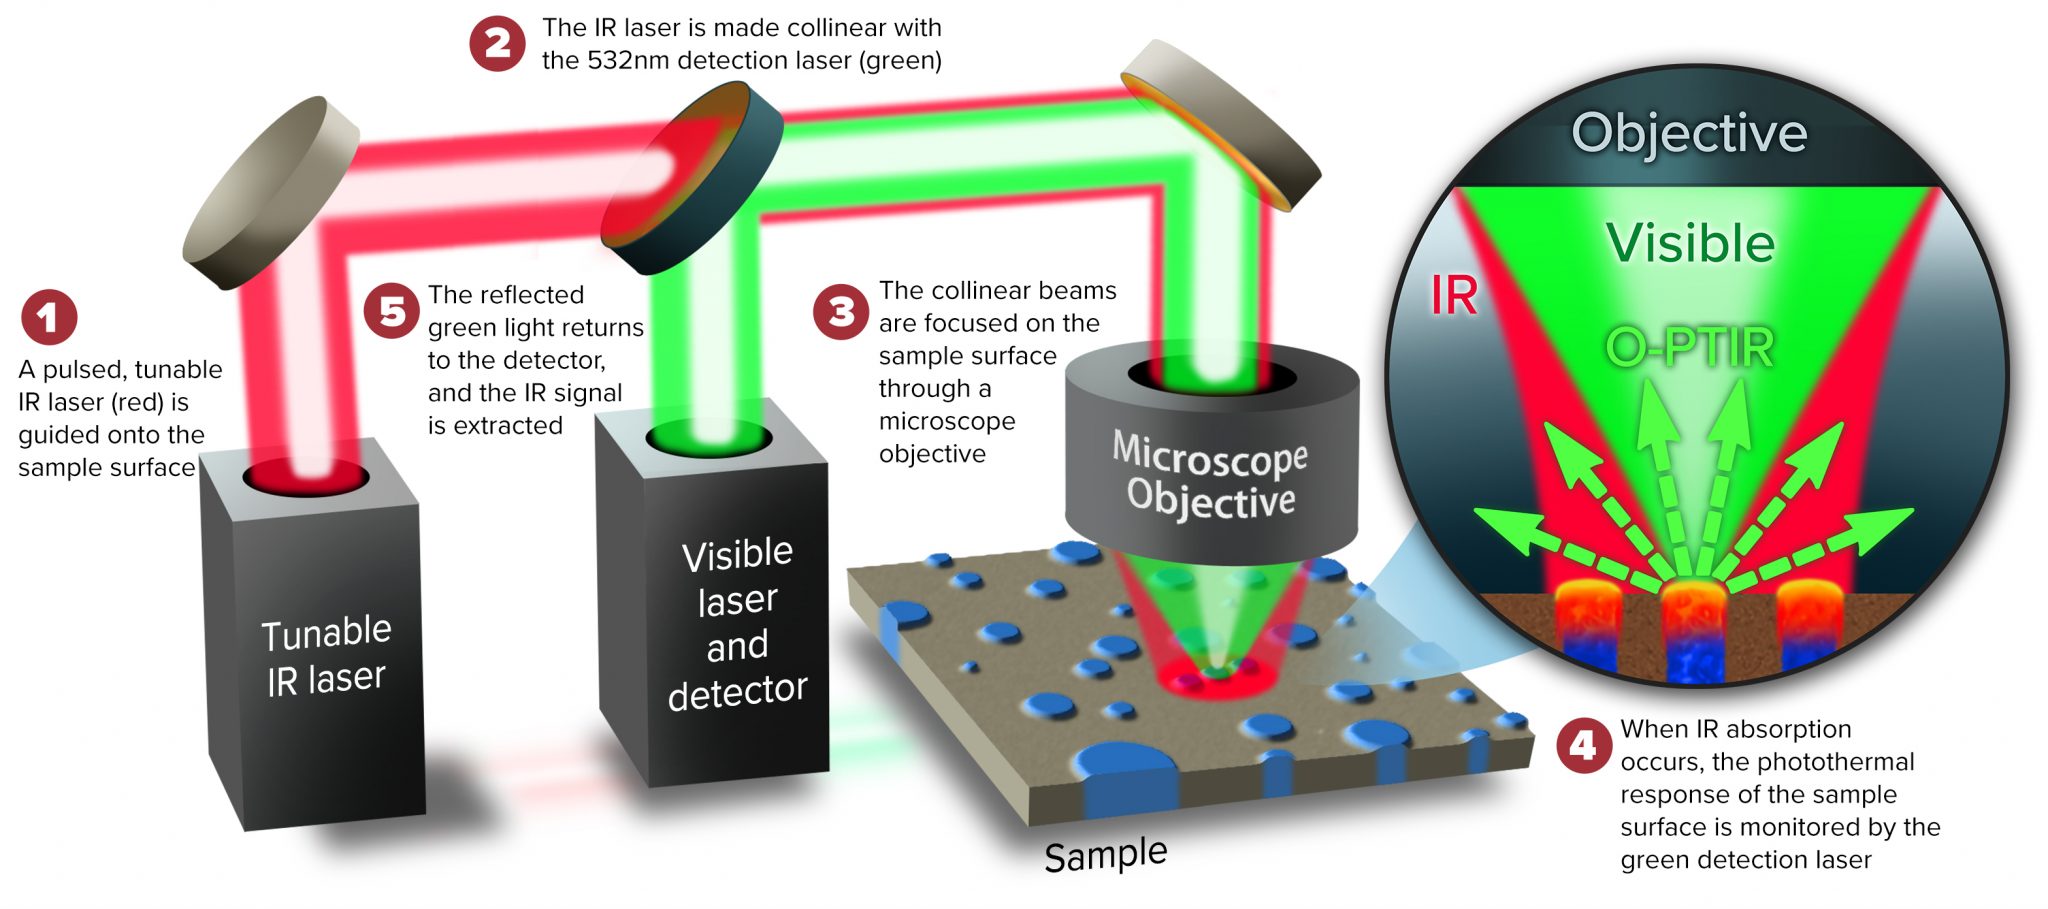 1
A pulsed, tunable
IR laser (red) is
guided onto the
sample surface
2
The IR laser is made collinear with
the 532nm detection laser (green)
3
The collinear beams
are focused on the
sample surface
through a
microscope
objective
4
When IR absorption
occurs, the photothermal
response of the sample
surface is monitored by the
green detection laser
5
The reflected
green light returns
to the detector,
and the IR signal
is extracted
Tunable
IR laser
Visible
laser
and
detector
Microscope
Objective
Sample
Objective
Visible
IR
O-PTIR